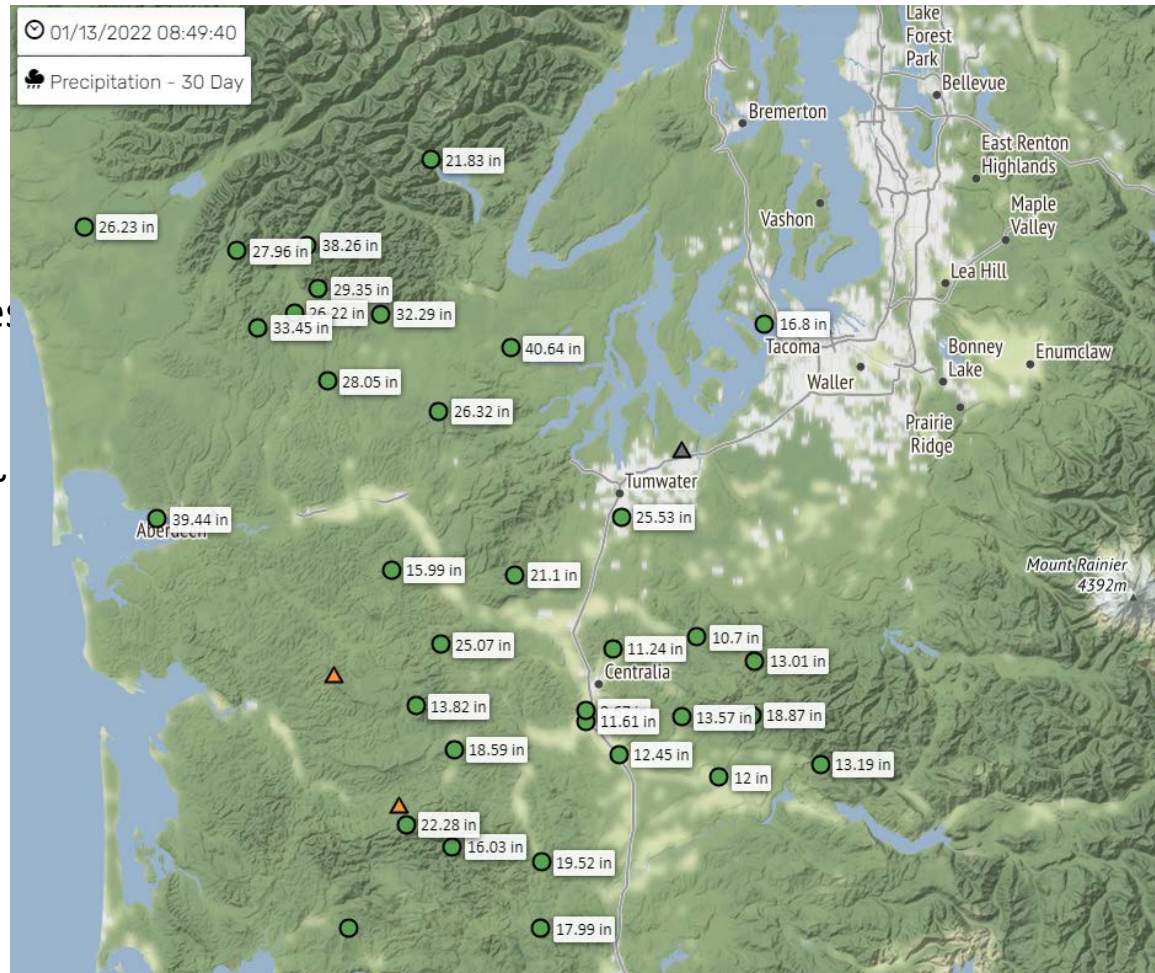 01/13/2022 08:49:40
Precipitation - 30 Day
Lake
Forest
Park
Bellevue
Bremerton
East Renton
Highlands
21.83 in
Vashon
Maple
Valley
26.23 in
38.26 in
27.96 in
Lea Hill
29.35 in
26.22 in
32.29 in
33.45 in
16.8 in
Tacoma
40.64 in
Bonney
Lake
Enumclaw
Waller
28.05 in
26.32 in
Prairie
Ridge
Tumwater
39.44 in
Aberdeen
25.53 in
15.99 in
21.1 in
Mount Rainier
4392m
10.7 in
25.07 in
11.24 in
13.01 in
Centralia
13.82 in
11.61 in
13.57 in
18.87 in
18.59 in
12.45 in
13.19 in
12 in
22.28 in
16.03 in
19.52 in
17.99 in